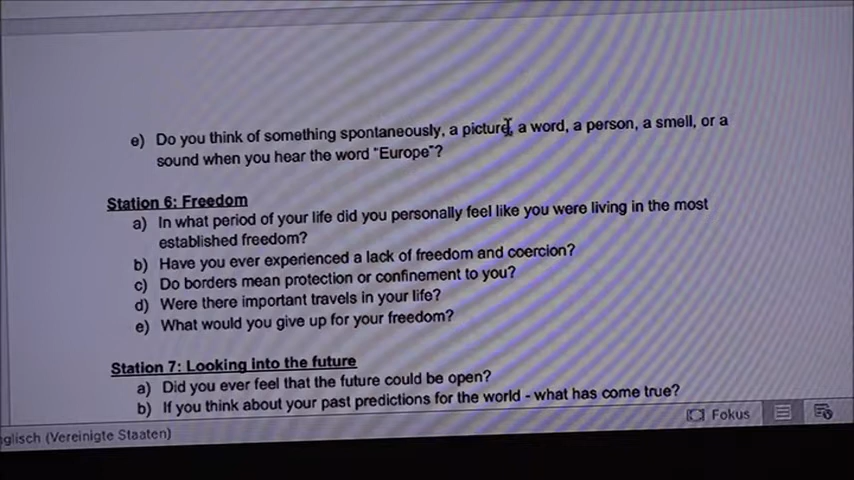 e) Do you think of something spontaneously, a picture, a word, a person, a smell, or a
sound when you hear the word "Europe"?
Station 6: Freedom
a) In what period of your life did you personally feel like you were living in the most
established freedom?
b) Have you ever experienced a lack of freedom and coercion?
c) Do borders mean protection or confinement to you?
d) Were there important travels in your life?
e) What would you give up for your freedom?
Station 7: Looking into the future
a) Did you ever feel that the future could be open?
b) If you think about your past predictions for the world - what has come true?
Fokus
nglisch (Vereinigte Staaten)